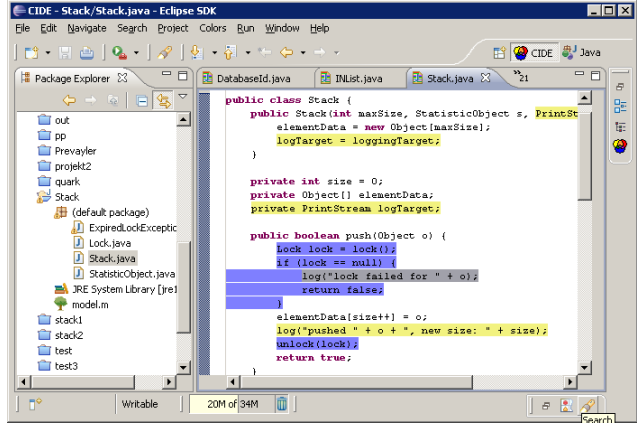 CIDE - Stack/Stack.java - Eclipse SDK
File Edit Navigate Search Project Colors Run Window Help
CIDE Java
Package Explorer
DatabaseId.java INList.java Stack.java 21
out
pp
Prevayler
projekt2
quark
Stack
(default package)
ExpiredLockExceptic
Lock.java
Stack.java
StatisticObject.java
JRE System Library [jre1
model.m
stack1
stack2
test
test3
public class Stack {
public Stack(int maxSize, StatisticObject s, PrintSt
elementData = new Object[maxSize];
logTarget = loggingTarget;
}
private int size = 0;
private Object[] elementData;
private PrintStream logTarget;
public boolean push(Object o) {
Lock lock = lock();
if (lock == null) {
log("lock failed for " + o);
return false;
}
elementData[size++] = o;
log("pushed " + o + ", new size: " + size);
unlock(lock);
return true;
}
Writable 20M of 34M
Search